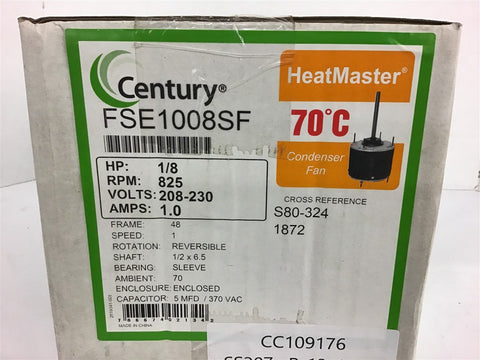 Century®
FSE1008SF
HeatMaster®
70°C
Condenser
Fan
HP: 1/8
RPM: 825
VOLTS: 208-230
AMPS: 1.0
CROSS REFERENCE
S80-324
1872
FRAME: 48
SPEED: 1
ROTATION: REVERSIBLE
SHAFT: 1/2 x 6.5
BEARING: SLEEVE
AMBIENT: 70
ENCLOSURE: ENCLOSED
CAPACITOR: 5 MFD / 370 VAC
MADE IN CHINA
CC109176